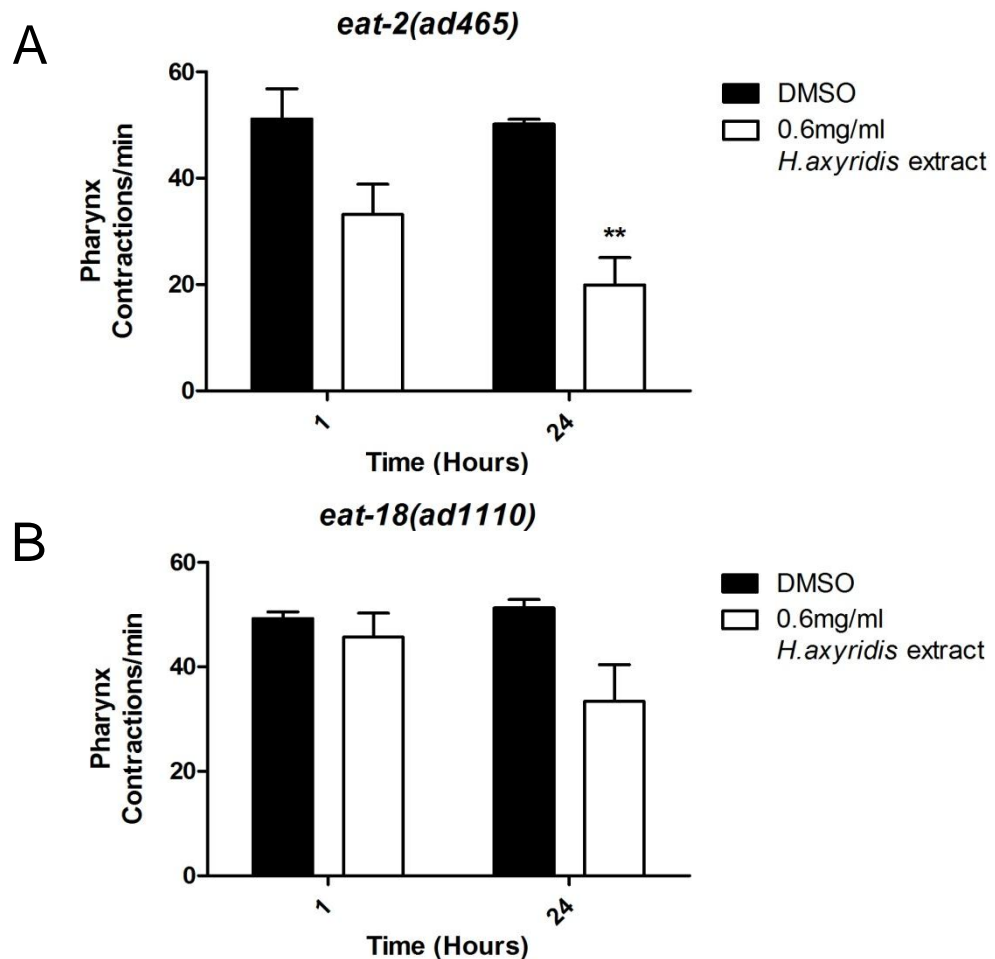 A
eat-2(ad465)
60
40
20
0
Pharynx
Contractions/min
DMSO
0.6mg/ml
H.axyridis extract
**
1
24
Time (Hours)
B
eat-18(ad1110)
60
40
20
0
Pharynx
Contractions/min
DMSO
0.6mg/ml
H.axyridis extract
1
24
Time (Hours)